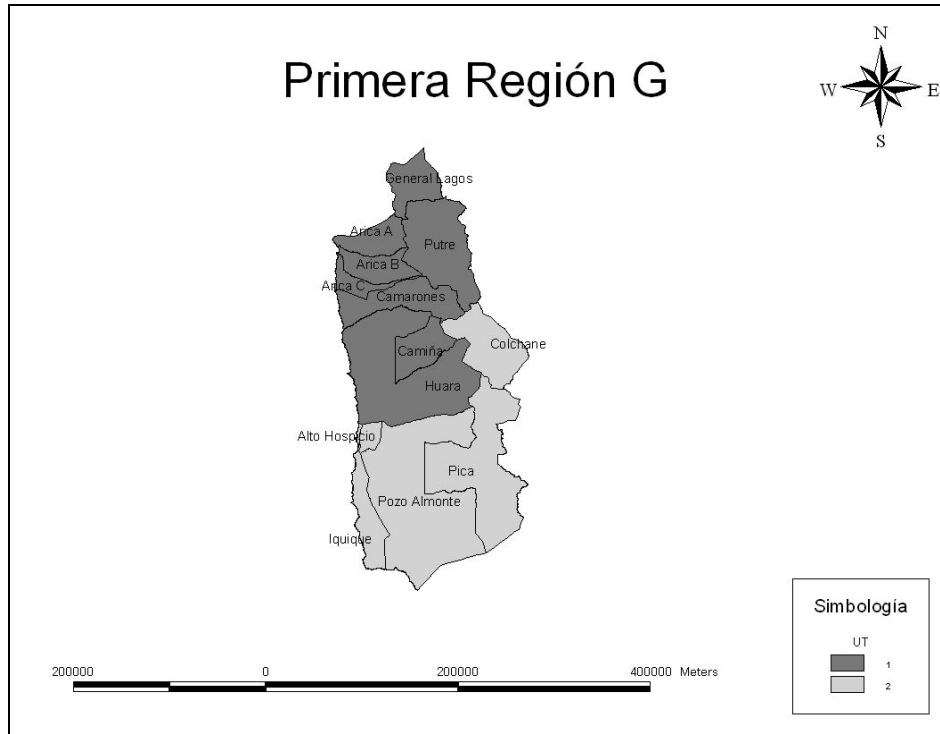 Primera Región G
N
W E
S
General Lagos
Arica A
Putre
Arica B
Arica C
Camarones
Colchane
Camiña
Huara
Alto Hospicio
Pica
Pozo Almonte
Iquique
Simbología
UT
1
2
200000 0 200000 400000 Meters